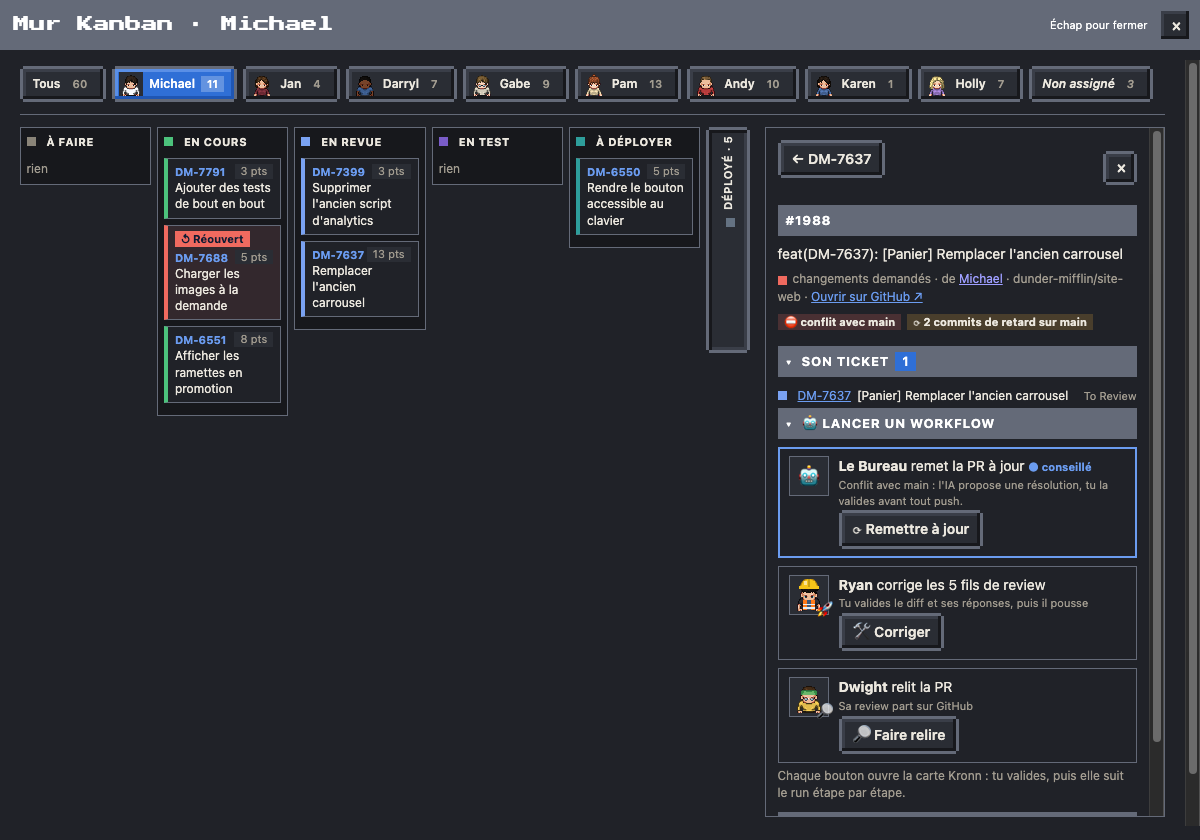 Mur Kanban · Michael
Échap pour fermer ×
Tous 60 Michael 11 Jan 4 Darryl 7 Gabe 9 Pam 13 Andy 10 Karen 1 Holly 7 Non assigné 3
À FAIRE
rien
EN COURS
DM-7791 3 pts
Ajouter des tests
de bout en bout
Réouvert
DM-7688 5 pts
Charger les
images à la
demande
DM-6551 8 pts
Afficher les
ramettes en
promotion
EN REVUE
DM-7399 3 pts
Supprimer
l'ancien script
d'analytics
DM-7637 13 pts
Remplacer
l'ancien
carrousel
EN TEST
rien
À DÉPLOYER
DM-6550 5 pts
Rendre le bouton
accessible au
clavier
DÉPLOYÉ · 5
← DM-7637
×
#1988
feat(DM-7637): [Panier] Remplacer l'ancien carrousel
changements demandés · de Michael · dunder-mifflin/site-
web · Ouvrir sur GitHub ↗
⛔ conflit avec main ⟳ 2 commits de retard sur main
▾ SON TICKET 1
DM-7637 [Panier] Remplacer l'ancien carrousel To Review
▾ 🤖 LANCER UN WORKFLOW
Le Bureau remet la PR à jour ● conseillé
Conflit avec main : l'IA propose une résolution, tu la
valides avant tout push.
⟳ Remettre à jour
Ryan corrige les 5 fils de review
Tu valides le diff et ses réponses, puis il pousse
🛠 Corriger
Dwight relit la PR
Sa review part sur GitHub
🔎 Faire relire
Chaque bouton ouvre la carte Kronn : tu valides, puis elle suit
le run étape par étape.